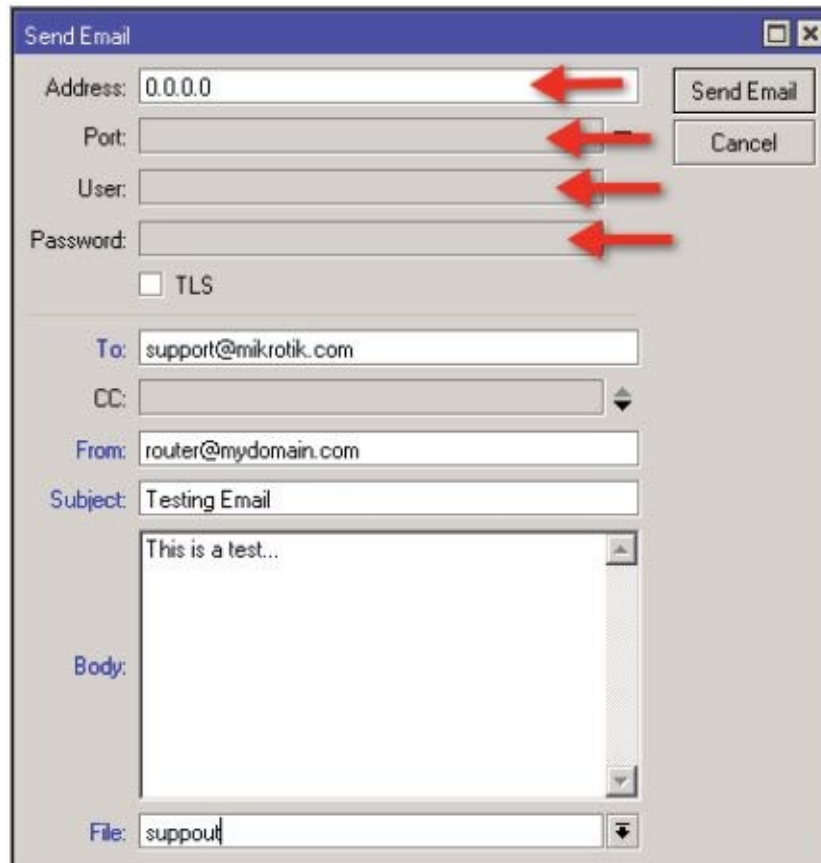 Send Email
Address: 0.0.0.0
Send Email
Port:
Cancel
User:
Password:
TLS
To: support@mikrotik.com
CC:
From: router@mydomain.com
Subject: Testing Email
This is a test...
Body:
File: suppout